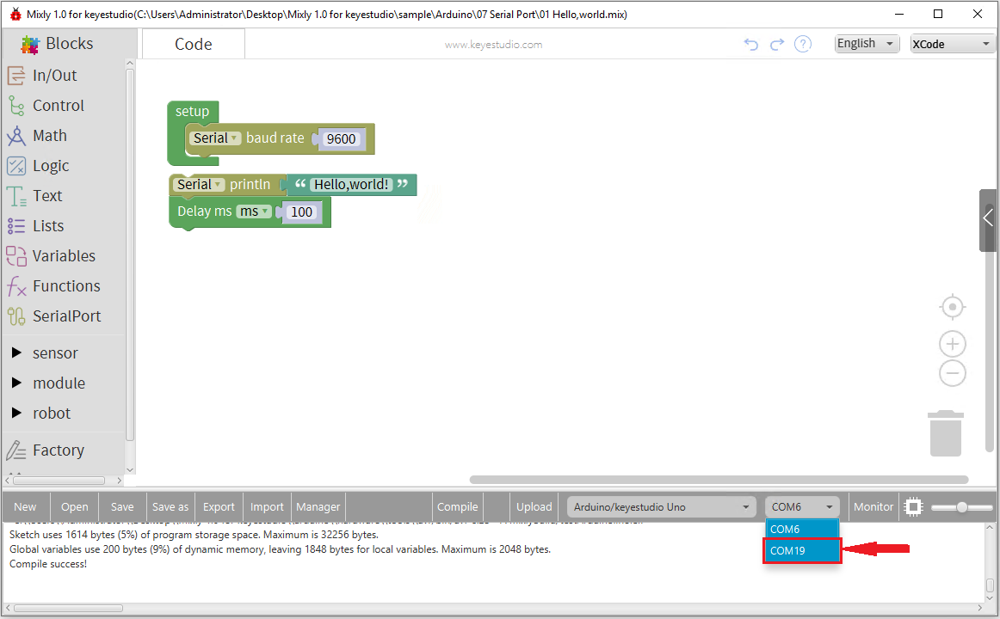 Mixly 1.0 for keyestudio(C:\Users\Administrator\Desktop\Mixly 1.0 for keyestudio\sample\Arduino\07 Serial Port\01 Hello,world.mix)
Blocks
Code
www.keyestudio.com
?
English
XCode
In/Out
Control
Math
Logic
Text
Lists
Variables
Functions
SerialPort
sensor
module
robot
Factory
setup
Serial baud rate 9600
Serial println “ Hello,world! ”
Delay ms ms 100
New Open Save Save as Export Import Manager Compile Upload Arduino/keyestudio Uno COM6 Monitor
COM6
COM19
Sketch uses 1614 bytes (5%) of program storage space. Maximum is 32256 bytes.
Global variables use 200 bytes (9%) of dynamic memory, leaving 1848 bytes for local variables. Maximum is 2048 bytes.
Compile success!